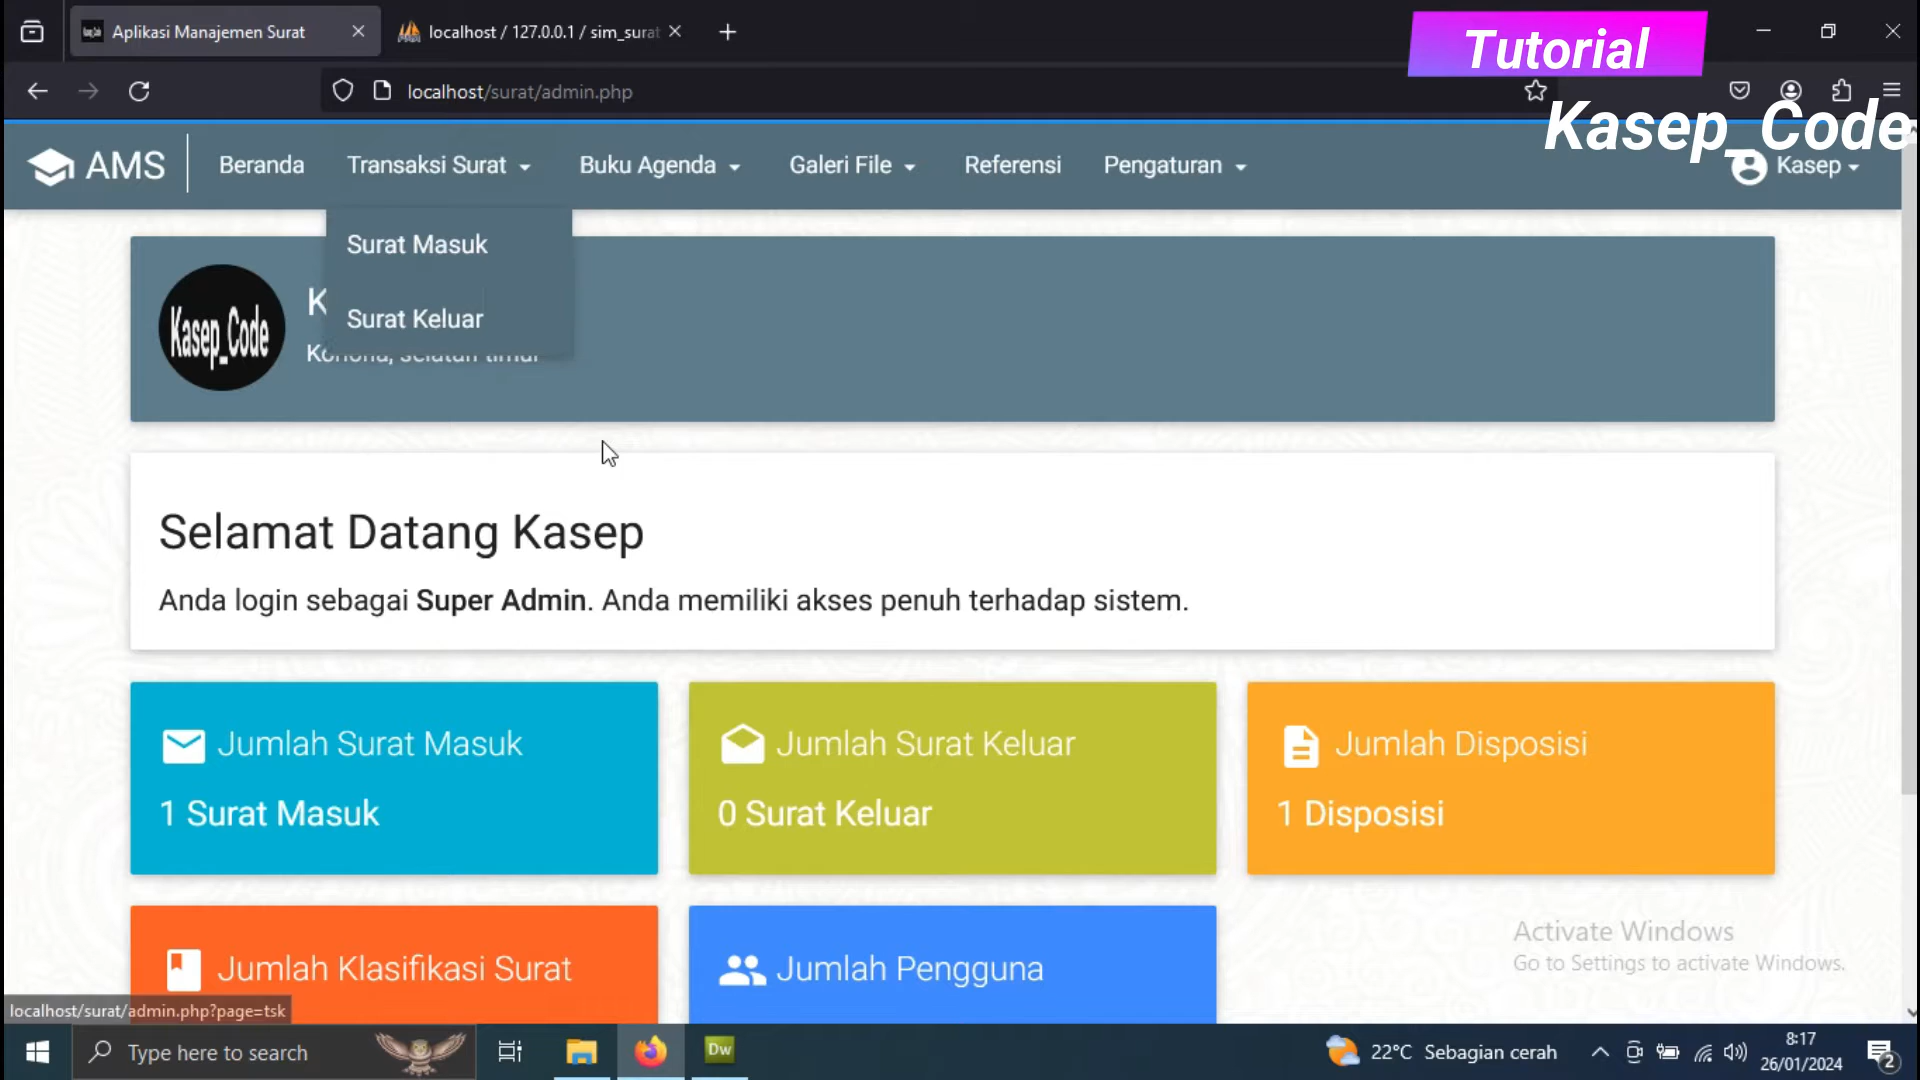 Aplikasi Manajemen Surat
localhost / 127.0.0.1 / sim_surat
Tutorial
localhost/surat/admin.php
Kasep_Code
AMS
Beranda
Transaksi Surat
Buku Agenda
Galeri File
Referensi
Pengaturan
Kasep
Surat Masuk
Surat Keluar
Kasep_Code
K
Selamat Datang Kasep
Anda login sebagai Super Admin. Anda memiliki akses penuh terhadap sistem.
Jumlah Surat Masuk
1 Surat Masuk
Jumlah Surat Keluar
0 Surat Keluar
Jumlah Disposisi
1 Disposisi
Jumlah Klasifikasi Surat
Jumlah Pengguna
Activate Windows
Go to Settings to activate Windows.
localhost/surat/admin.php?page=tsk
Type here to search
Dw
22°C Sebagian cerah
8:17
26/01/2024
2